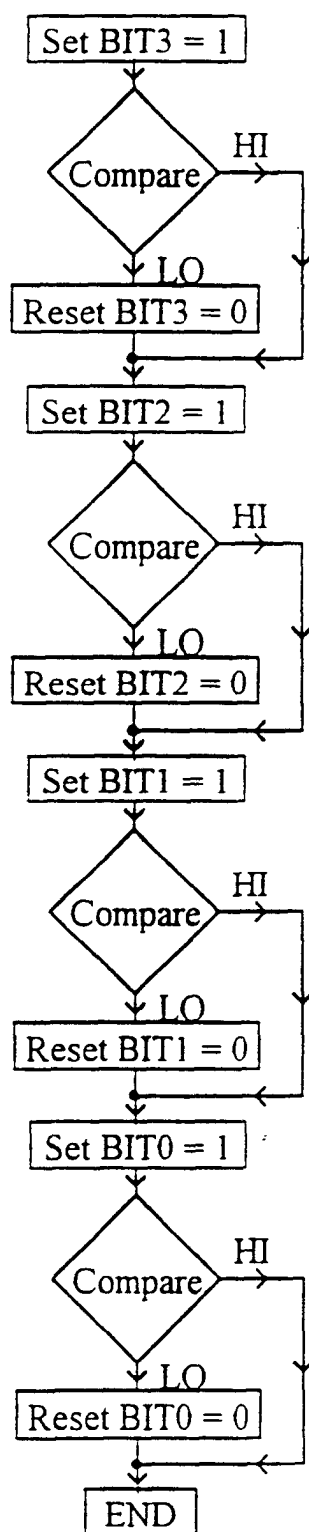 Set BIT3 = 1
HI
Compare
LO
Reset BIT3 = 0
Set BIT2 = 1
HI
Compare
LO
Reset BIT2 = 0
Set BIT1 = 1
HI
Compare
LO
Reset BIT1 = 0
Set BIT0 = 1
HI
Compare
LO
Reset BIT0 = 0
END